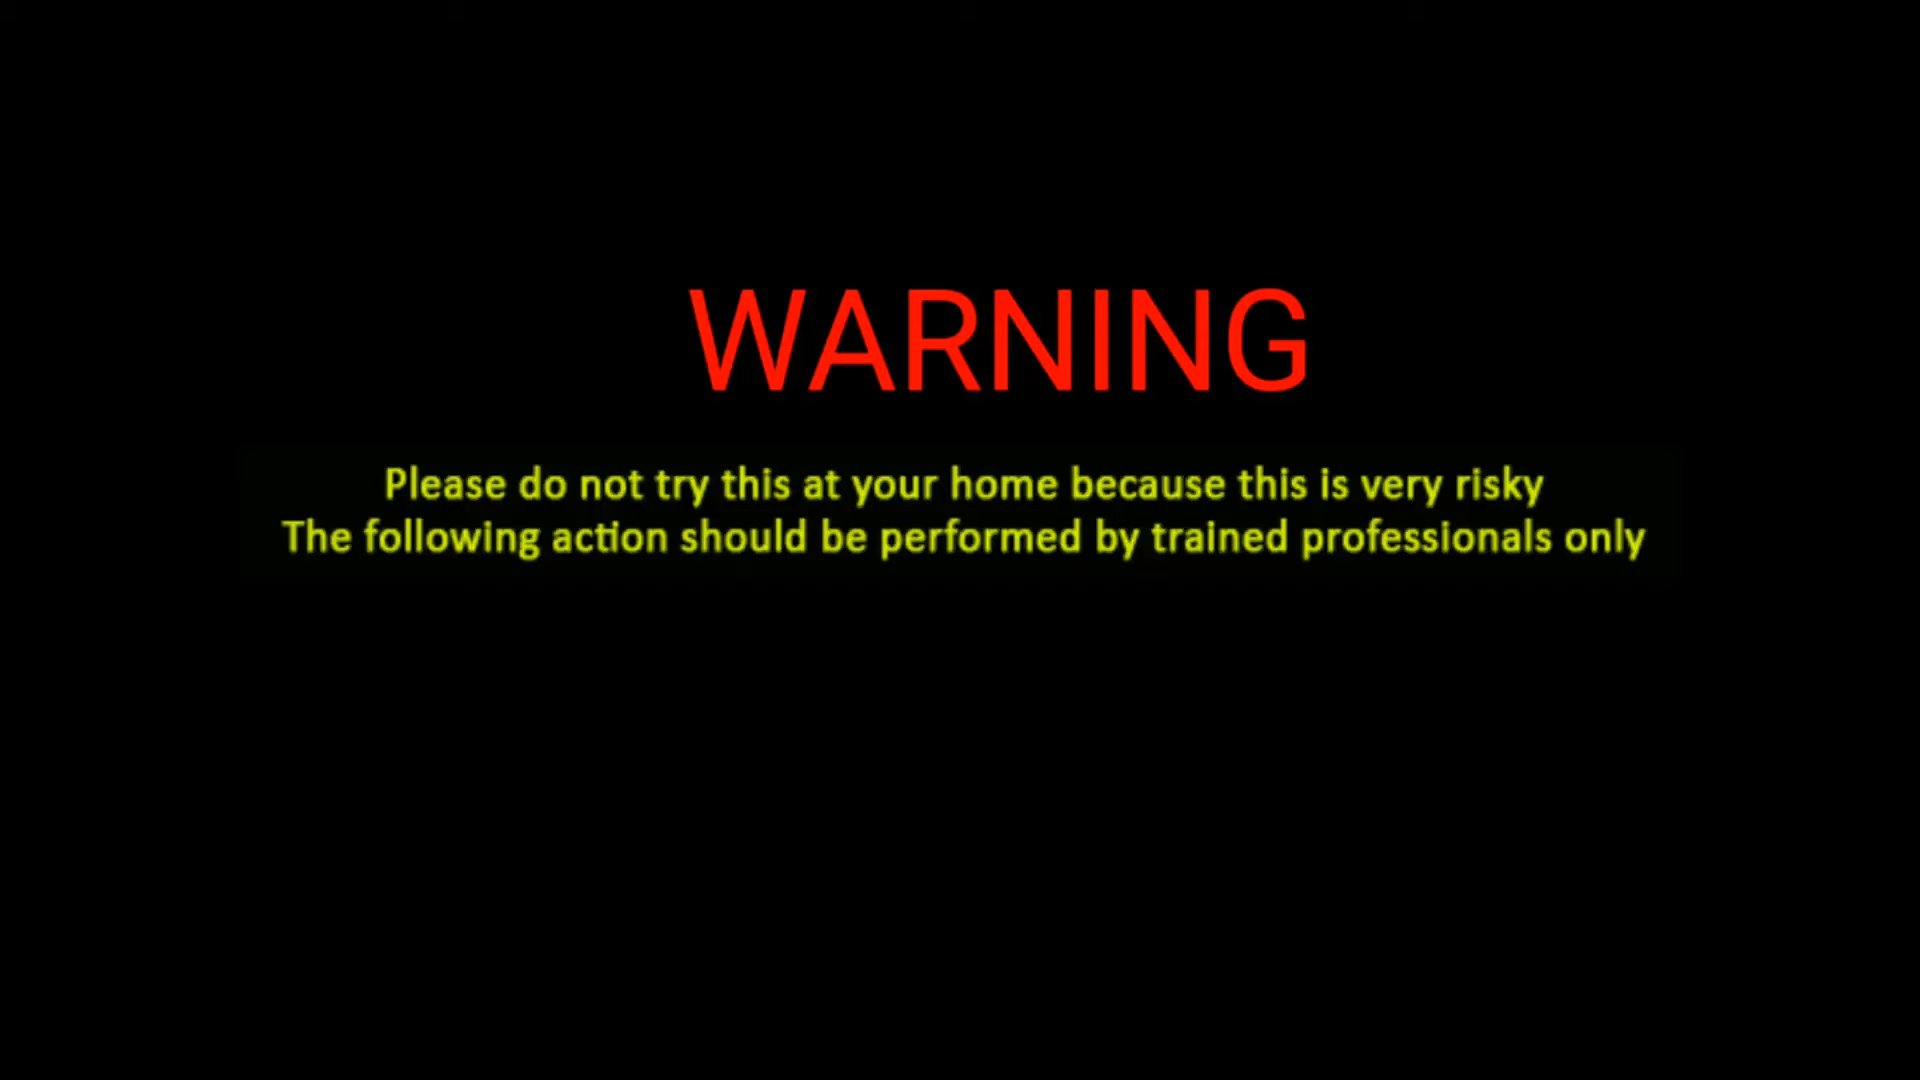 WARNING
Please do not try this at your home because this is very risky
The following action should be performed by trained professionals only